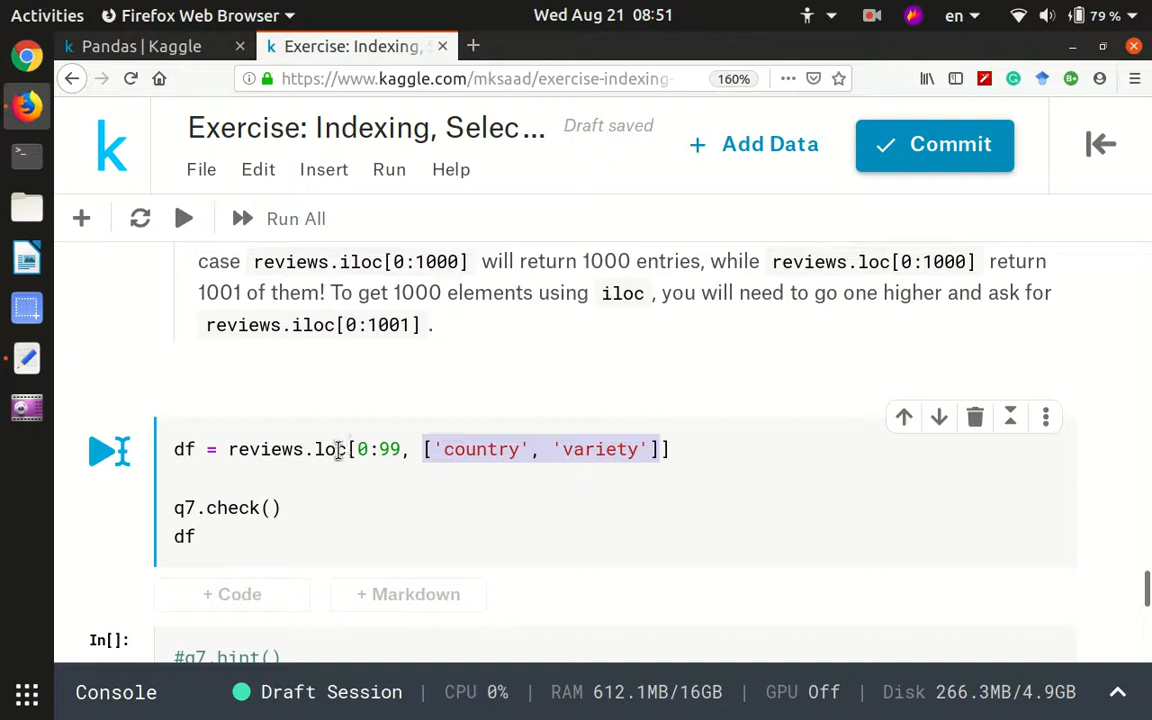 Activities Firefox Web Browser Wed Aug 21 08:51 en 79 %
Pandas | Kaggle Exercise: Indexing,
https://www.kaggle.com/mksaad/exercise-indexing- 160%
Exercise: Indexing, Selec... Draft saved
+ Add Data Commit
File Edit Insert Run Help
Run All
case reviews.iloc[0:1000] will return 1000 entries, while reviews.loc[0:1000] return
1001 of them! To get 1000 elements using iloc , you will need to go one higher and ask for
reviews.iloc[0:1001] .
df = reviews.loc[0:99, ['country', 'variety']]
q7.check()
df
+ Code + Markdown
In[]:
#q7.hint()
Console Draft Session | CPU 0% | RAM 612.1MB/16GB | GPU Off | Disk 266.3MB/4.9GB